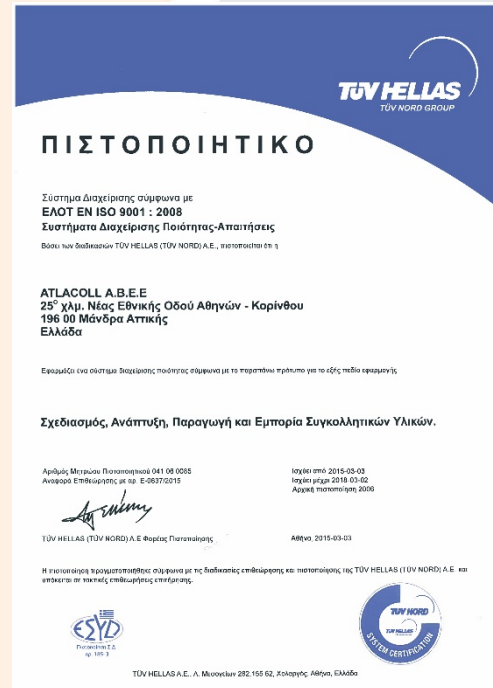 TÜV HELLAS
TÜV NORD GROUP
ΠΙΣΤΟΠΟΙΗΤΙΚΟ
Σύστημα Διαχείρισης σύμφωνα με
ΕΛΟΤ EN ISO 9001 : 2008
Συστήματα Διαχείρισης Ποιότητας-Απαιτήσεις
Βάσει των διαδικασιών TÜV HELLAS (TÜV NORD) Α.Ε., πιστοποιείται ότι η
ATLACOLL Α.Β.Ε.Ε
25° χλμ. Νέας Εθνικής Οδού Αθηνών - Κορίνθου
196 00 Μάνδρα Αττικής
Ελλάδα
Εφαρμόζει ένα σύστημα διαχείρισης ποιότητας σύμφωνα με το παραπάνω πρότυπο για το εξής πεδίο εφαρμογής
Σχεδιασμός, Ανάπτυξη, Παραγωγή και Εμπορία Συγκολλητικών Υλικών.
Αριθμός Μητρώου Πιστοποιητικού 041 06 0065
Αναφορά Επιθεώρησης με αρ. Ε-0637/2015
Ισχύει από 2015-03-03
Ισχύει μέχρι 2018-03-02
Αρχική πιστοποίηση 2006
TÜV HELLAS (TÜV NORD) Α.Ε Φορέας Πιστοποίησης
Αθήνα, 2015-03-03
Η πιστοποίηση πραγματοποιήθηκε σύμφωνα με τις διαδικασίες επιθεώρησης και πιστοποίησης της TÜV HELLAS (TÜV NORD) Α.Ε και
υπόκειται σε τακτικές επιθεωρήσεις επιτήρησης.
ΕΣΥΔ
Πιστοποίηση Σ.Δ.
TÜV NORD
TÜV HELLAS
SYSTEM CERTIFICATION
TÜV HELLAS Α.Ε., Λ. Μεσογείων 282,155 62, Χολαργός, Αθήνα, Ελλάδα